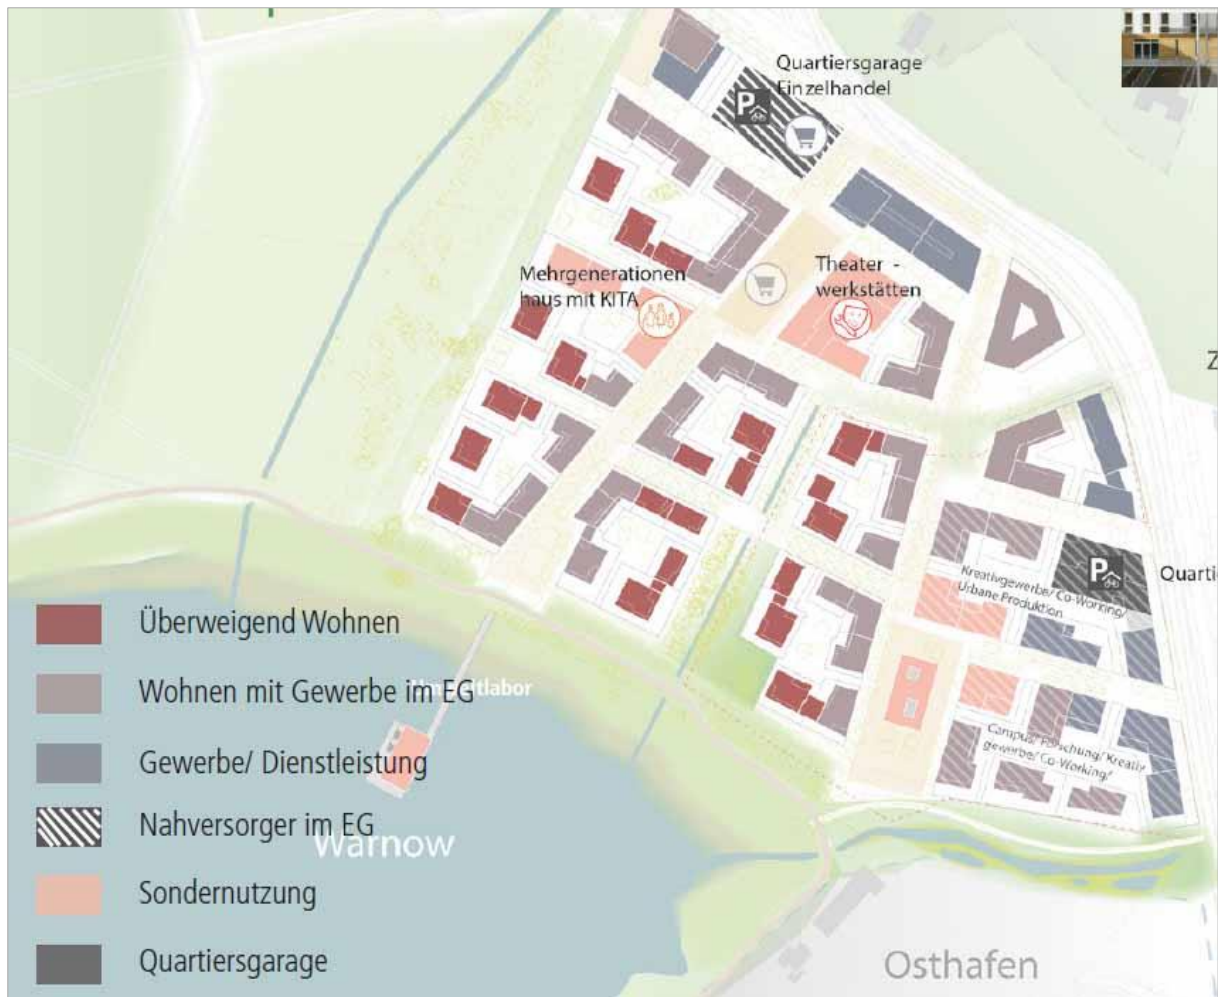 Quartiersgarage
Einzelhandel
P
Theater -
werkstätten
Mehrgenerationen
haus mit KITA
Z
P
Quarti
Kreativgewerbe/ Co-Working/
Urbane Produktion
Campus/ Forschung/ Kreativ
gewerbe/ Co-Working/
Überweigend Wohnen
Wohnen mit Gewerbe im EG
Gewerbe/ Dienstleistung
Nahversorger im EG
Sondernutzung
Quartiersgarage
Warnow
Osthafen